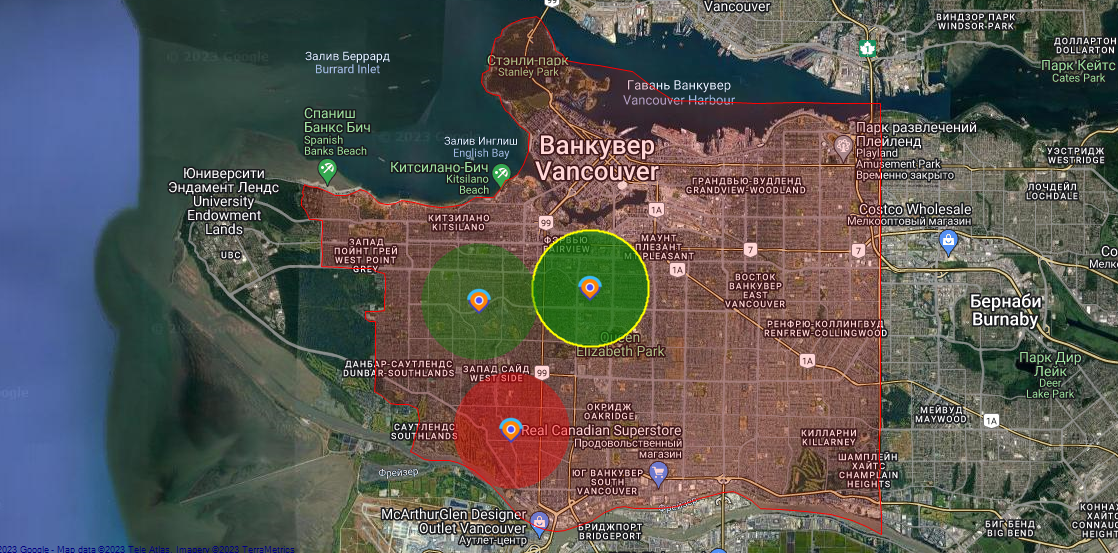 99
Vancouver
ВИНДЗОР ПАРК
WINDSOR-PARK
© 2023 Google
Залив Беррард
Burrard Inlet
Стэнли-парк
Stanley Park
ДОЛЛАРТОН
DOLLARTON
Парк Кейтс
Cates Park
Гавань Ванкувер
Vancouver Harbour
Спаниш
Банкс Бич
Spanish
Banks Beach
Залив Инглиш
English Bay
Китсилано-Бич
Kitsilano
Beach
Ванкувер
Vancouver
Парк развлечений
Плейленд
Playland
Amusement Park
Временно закрыто
УЭСТРИДЖ
WESTRIDGE
Юниверсити
Эндамент Лендс
University
Endowment
Lands
ГРАНДВЬЮ-ВУДЛЕНД
GRANDVIEW-WOODLAND
ЛОЧДЕЙЛ
LOCHDALE
КИТЗИЛАНО
KITSILANO
99
1A
Costco Wholesale
Мелкооптовый магазин
UBC
ЗАПАД
ПОЙНТ ГРЕЙ
WEST POINT
GREY
ФЭРВЬЮ
FAIRVIEW
МАУНТ
ПЛЕЗАНТ
MT PLEASANT
7
7
1A
ВОСТОК
ВАНКУВЕР
EAST
VANCOUVER
Бернаби
Burnaby
РЕНФРЮ-КОЛЛИНГВУД
RENFREW-COLLINGWOOD
Queen
Elizabeth Park
1A
ДАНБАР-САУТЛЕНДС
DUNBAR-SOUTHLANDS
ЗАПАД САЙД
WEST SIDE
99
Парк Дир
Лейк
Deer
Lake Park
ОКРИДЖ
OAKRIDGE
МЕЙВУД
MAYWOOD
1A
САУТЛЕНДС
SOUTHLANDS
Real Canadian Superstore
Продовольственный
магазин
КИЛЛАРНИ
KILLARNEY
ШАМПЛЕЙН
ХАЙТС
CHAMPLAIN
HEIGHTS
Фрейзер
ЮГ ВАНКУВЕР
SOUTH
VANCOUVER
McArthurGlen Designer
Outlet Vancouver
Аутлет-центр
БРИДЖПОРТ
BRIDGEPORT
БИГ-БЕНД
BIG BEND
2023 Google - Map data ©2023 Tele Atlas, Imagery ©2023 TerraMetrics